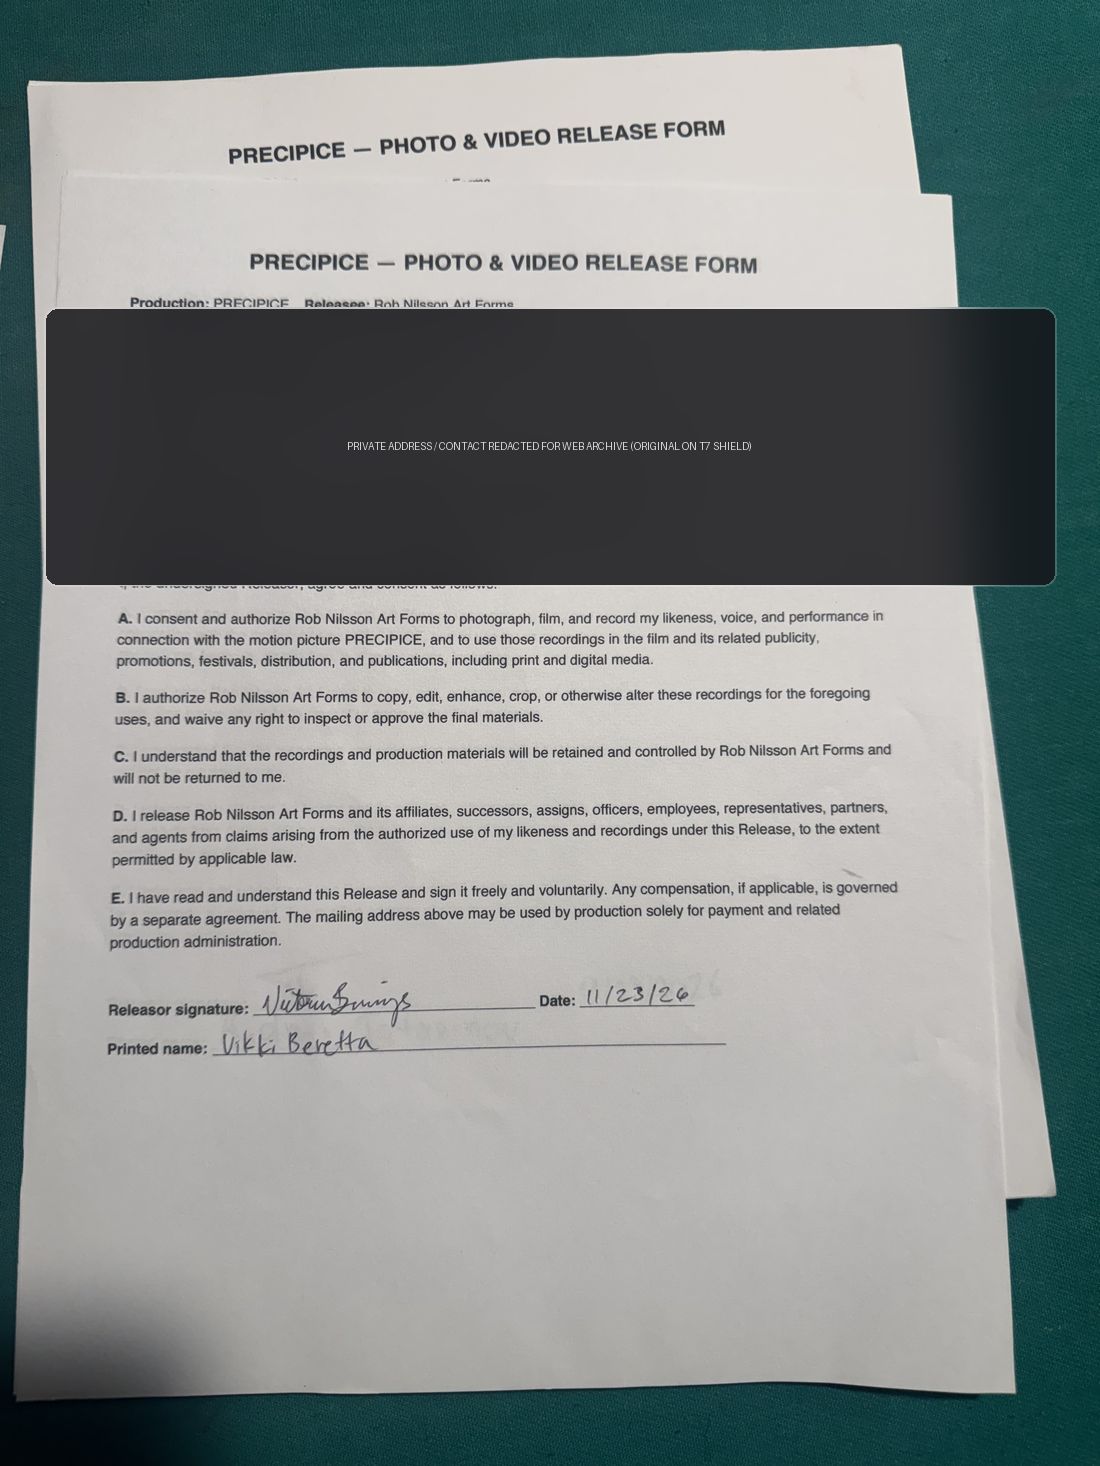 PRECIPICE — PHOTO & VIDEO RELEASE FORM
PRECIPICE — PHOTO & VIDEO RELEASE FORM
Production: PRECIPICE Releasee: Rob Nilsson Art Forms
PRIVATE ADDRESS / CONTACT REDACTED FOR WEB ARCHIVE (ORIGINAL ON T7 SHIELD)
I, the undersigned Releasor, agree and consent as follows:
A. I consent and authorize Rob Nilsson Art Forms to photograph, film, and record my likeness, voice, and performance in
connection with the motion picture PRECIPICE, and to use those recordings in the film and its related publicity,
promotions, festivals, distribution, and publications, including print and digital media.
B. I authorize Rob Nilsson Art Forms to copy, edit, enhance, crop, or otherwise alter these recordings for the foregoing
uses, and waive any right to inspect or approve the final materials.
C. I understand that the recordings and production materials will be retained and controlled by Rob Nilsson Art Forms and
will not be returned to me.
D. I release Rob Nilsson Art Forms and its affiliates, successors, assigns, officers, employees, representatives, partners,
and agents from claims arising from the authorized use of my likeness and recordings under this Release, to the extent
permitted by applicable law.
E. I have read and understand this Release and sign it freely and voluntarily. Any compensation, if applicable, is governed
by a separate agreement. The mailing address above may be used by production solely for payment and related
production administration.
Releasor signature: Date: 11/23/26
Printed name: Vikki Beretta